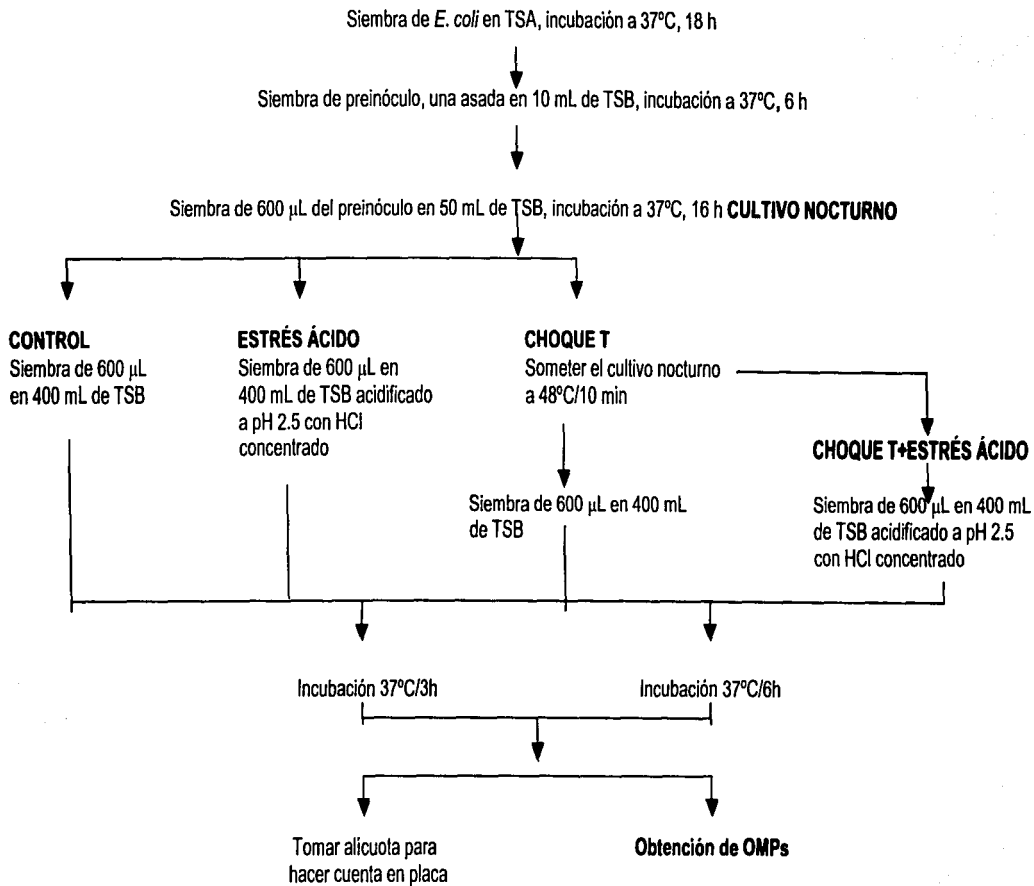 Siembra de E. coli en TSA, incubación a 37ºC, 18 h
Siembra de preinóculo, una asada en 10 mL de TSB, incubación a 37ºC, 6 h
Siembra de 600 µL del preinóculo en 50 mL de TSB, incubación a 37ºC, 16 h CULTIVO NOCTURNO
CONTROL
Siembra de 600 µL
en 400 mL de TSB
ESTRÉS ÁCIDO
Siembra de 600 µL en
400 mL de TSB acidificado
a pH 2.5 con HCl
concentrado
CHOQUE T
Someter el cultivo nocturno
a 48ºC/10 min
Siembra de 600 µL en 400 mL
de TSB
CHOQUE T+ESTRÉS ÁCIDO
Siembra de 600 µL en 400 mL
de TSB acidificado a pH 2.5
con HCl concentrado
Incubación 37ºC/3h
Incubación 37ºC/6h
Tomar alícuota para
hacer cuenta en placa
Obtención de OMPs